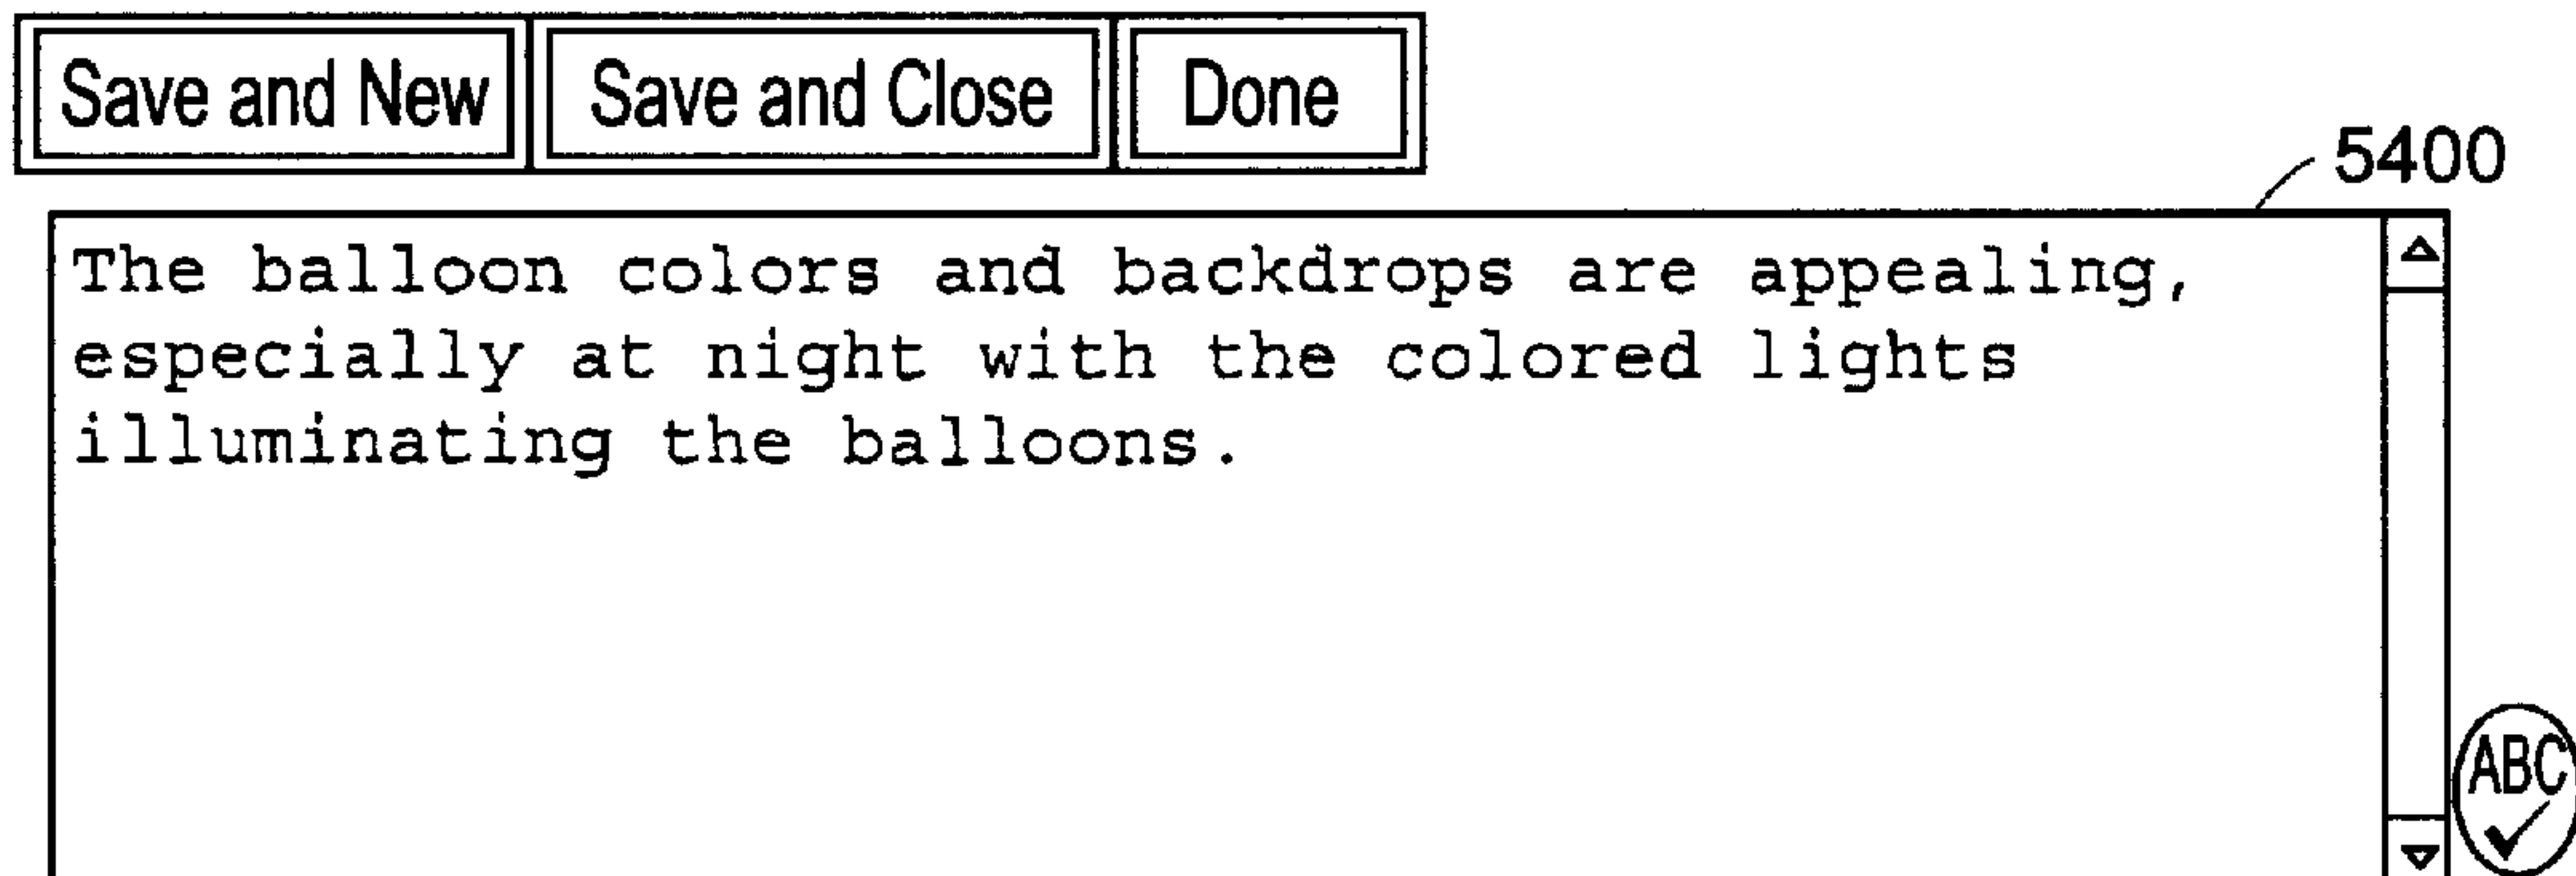 Save and New Save and Close Done
5400
The balloon colors and backdrops are appealing,
especially at night with the colored lights
illuminating the balloons.
ABC